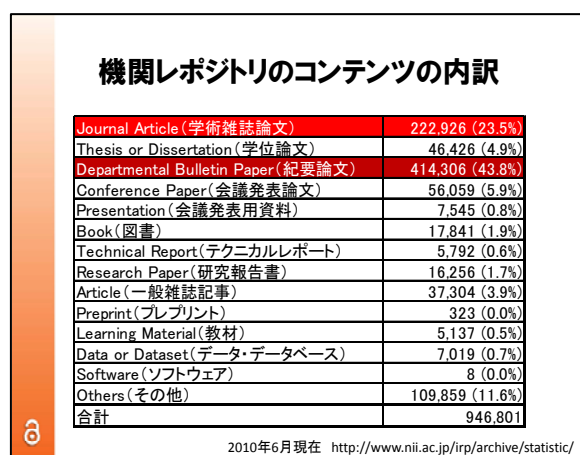 機関レポジトリのコンテンツの内訳
Journal Article(学術雑誌論文) 222,926 (23.5%)
Thesis or Dissertation(学位論文) 46,426 (4.9%)
Departmental Bulletin Paper(紀要論文) 414,306 (43.8%)
Conference Paper(会議発表論文) 56,059 (5.9%)
Presentation(会議発表用資料) 7,545 (0.8%)
Book(図書) 17,841 (1.9%)
Technical Report(テクニカルレポート) 5,792 (0.6%)
Research Paper(研究報告書) 16,256 (1.7%)
Article(一般雑誌記事) 37,304 (3.9%)
Preprint(プレプリント) 323 (0.0%)
Learning Material(教材) 5,137 (0.5%)
Data or Dataset(データ・データベース) 7,019 (0.7%)
Software(ソフトウェア) 8 (0.0%)
Others(その他) 109,859 (11.6%)
合計 946,801
2010年6月現在 http://www.nii.ac.jp/irp/archive/statistic/